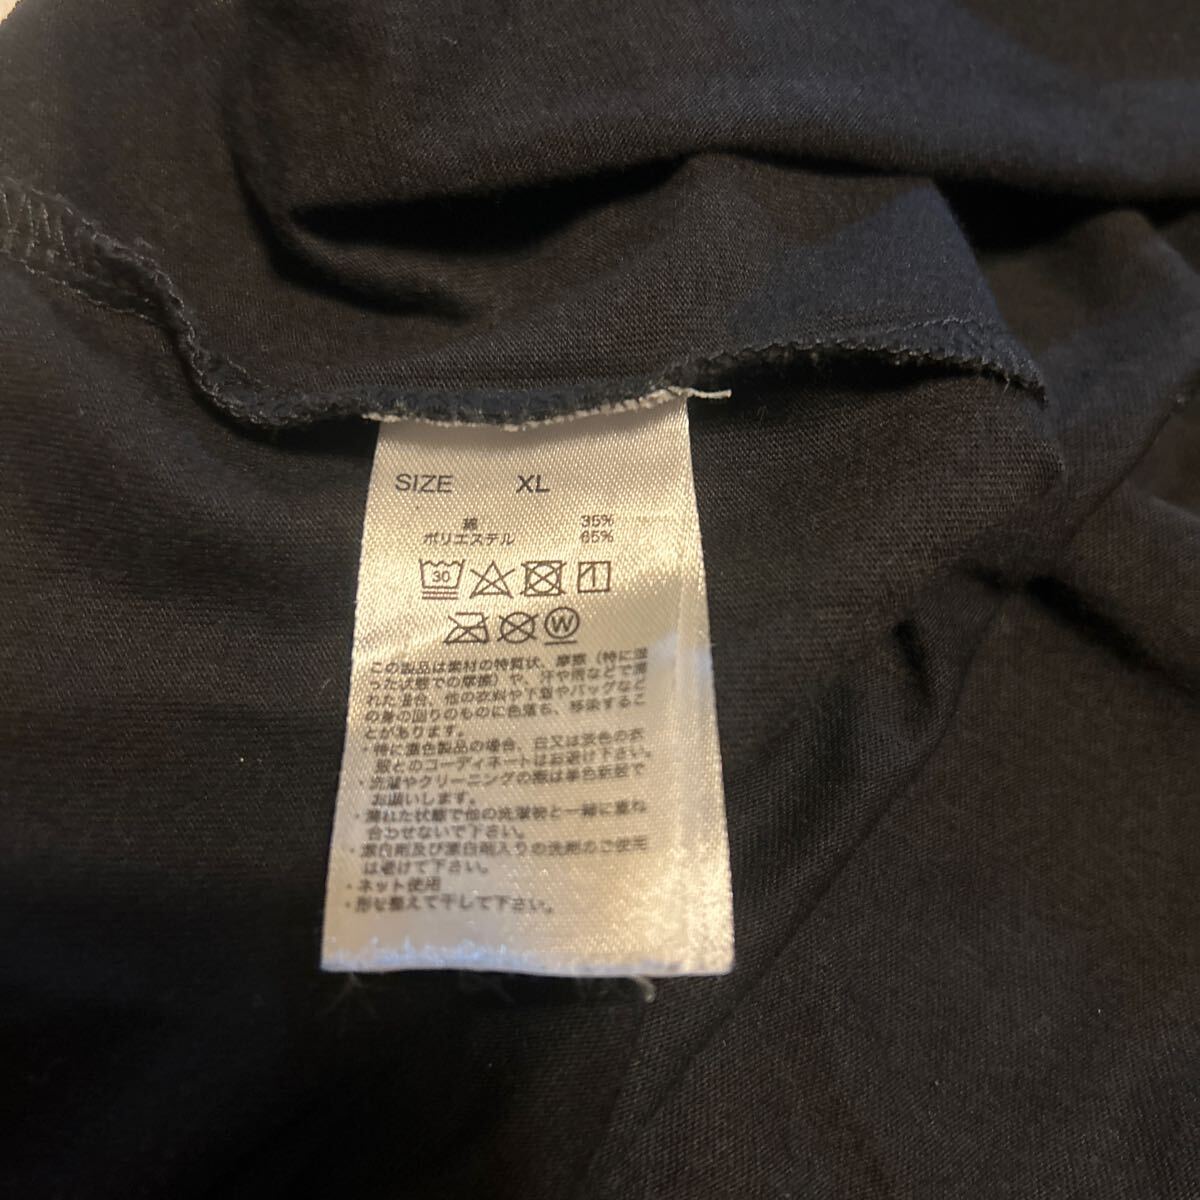 SIZE XL
綿 35%
ポリエステル 65%
30
W
この製品は素材の特質状、摩擦（特に湿
った状態での摩擦）や、汗や雨などで濡
れた場合、他の衣料や下着やバッグなど
の身の回りのものに色落ち、移染するこ
とがあります。
・特に濃色製品の場合、白又は淡色の衣
服とのコーディネートはお避け下さい。
・洗濯やクリーニングの際は単色祈願で
お願いします。
・濡れた状態で他の洗濯物と一緒に重ね
合わせないで下さい。
・漂白剤及び漂白剤入りの洗剤のご使用
は避けて下さい。
・ネット使用
・形を整えて干して下さい。